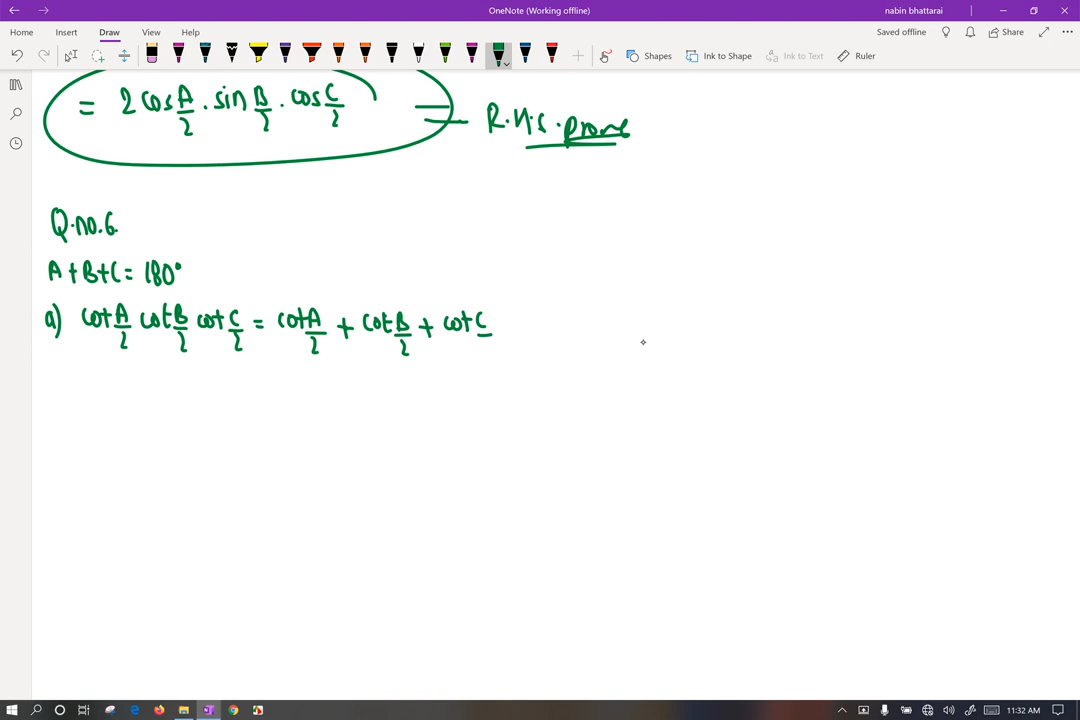 OneNote (Working offline)
nabin bhattarai
Home Insert Draw View Help
Saved offline
Share
Shapes
Ink to Shape
Ink to Text
Ruler
= 2 cos A/2 . sin B/2 . cos C/2
R.H.S. prove
Q.no.6
A+B+C = 180°
a) cot A/2 cot B/2 cot C/2 = cot A/2 + cot B/2 + cot C
11:32 AM